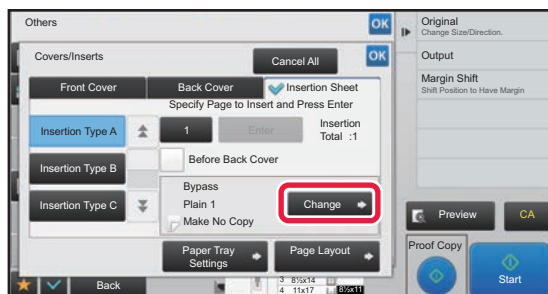 Others
OK
Covers/Inserts
Cancel All
OK
Front Cover
Back Cover
Insertion Sheet
Specify Page to Insert and Press Enter
Insertion Type A
1
Enter
Insertion
Total :1
Insertion Type B
Before Back Cover
Insertion Type C
Bypass
Plain 1
Make No Copy
Change
Paper Tray
Settings
Page Layout
Back
3 8½x14
4 11x17
8½x11
Original
Change Size/Direction.
Output
Margin Shift
Shift Position to Have Margin
Preview
CA
Proof Copy
Start